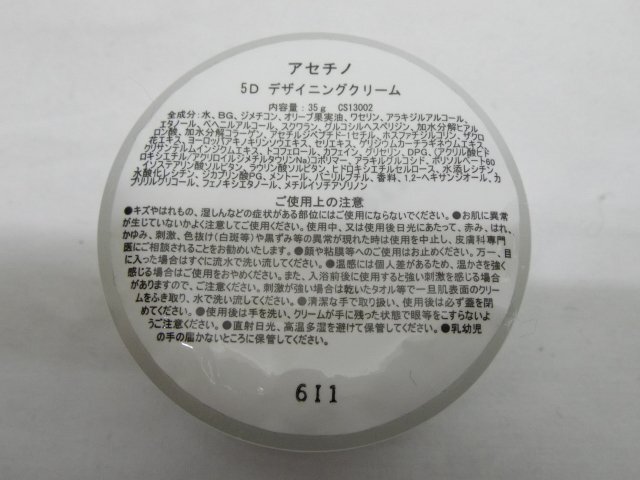 アセチノ
5D デザイニングクリーム
内容量：35g　CS13002
全成分：水、BG、ジメチコン、オリーブ果実油、ワセリン、アラキジルアルコール、
エタノール、ベヘニルアルコール、スクワラン、グルコシルヘスペリジン、加水分解ヒアル
ロン酸、加水分解コラーゲン、アセチルジペプチド-1セチル、ホスファチジルコリン、ザクロ
花エキス、ヨーロッパアキノキリンソウエキス、セリエキス、ゲリシウムカーチラギネウムエキス、
クリサンテルムインジクムエキス、トコフェロール、カフェイン、グリセリン、DPG、(アクリル酸ヒド
ロキシエチル/アクリロイルジメチルタウリンNa)コポリマー、アラキルグルコシド、ポリソルベート60
、イソステアリン酸ソルビタン、ラウリン酸ソルビタン、ヒドロキシエチルセルロース、水添レシチン、
水酸化レシチン、ジカプリン酸PG、メントール、バニリルブチル、香料、1,2-ヘキサンジオール、カ
プリリルグリコール、フェノキシエタノール、メチルイソチアゾリノン
ご使用上の注意
●キズやはれもの、湿しんなどの症状がある部位にはご使用にならないでください。●お肌に異常
が生じていないかよく注意してご使用ください。使用中、又は使用後日光にあたって、赤み、はれ、
かゆみ、刺激、色抜け(白斑等)や黒ずみ等の異常が現れた時は使用を中止し、皮膚科専門
医にご相談されることをお勧めいたします。●顔や粘膜等へのご使用はお止めください。万一、目
に入った場合はすぐに流水で洗い流してください。●温感には個人差があるため、温かさを強く
感じる場合はご使用をおやめください。また、入浴前後に使用すると強い刺激を感じる場合
がありますので、ご注意ください。刺激が強い場合は乾いたタオル等で一旦肌表面のクリー
ムをふき取り、水で洗い流してください。●清潔な手で取り扱い、使用後は必ず蓋を閉
めてください。●使用後は手を洗い、クリームが手に残った状態で眼等をこすらないよ
うご注意ください。●直射日光、高温多湿を避けて保管してください。●乳幼児
の手の届かないところに保管してください。
6I1